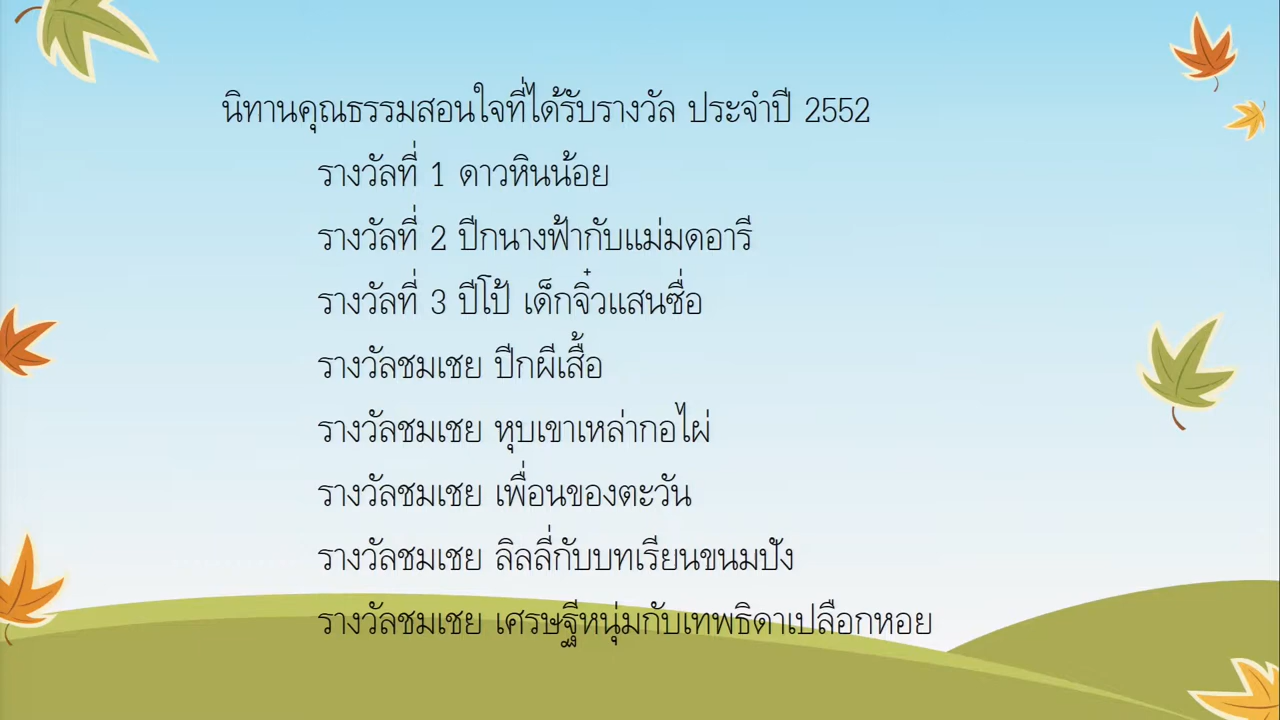 นิทานคุณธรรมสอนใจที่ได้รับรางวัล ประจำปี 2552
รางวัลที่ 1 ดาวหินน้อย
รางวัลที่ 2 ปีกนางฟ้ากับแม่มดอารี
รางวัลที่ 3 ปีโป้ เด็กจิ๋วแสนซื่อ
รางวัลชมเชย ปีกผีเสื้อ
รางวัลชมเชย หุบเขาเหล่ากอไผ่
รางวัลชมเชย เพื่อนของตะวัน
รางวัลชมเชย ลิลลี่กับบทเรียนขนมปัง
รางวัลชมเชย เศรษฐีหนุ่มกับเทพธิดาเปลือกหอย